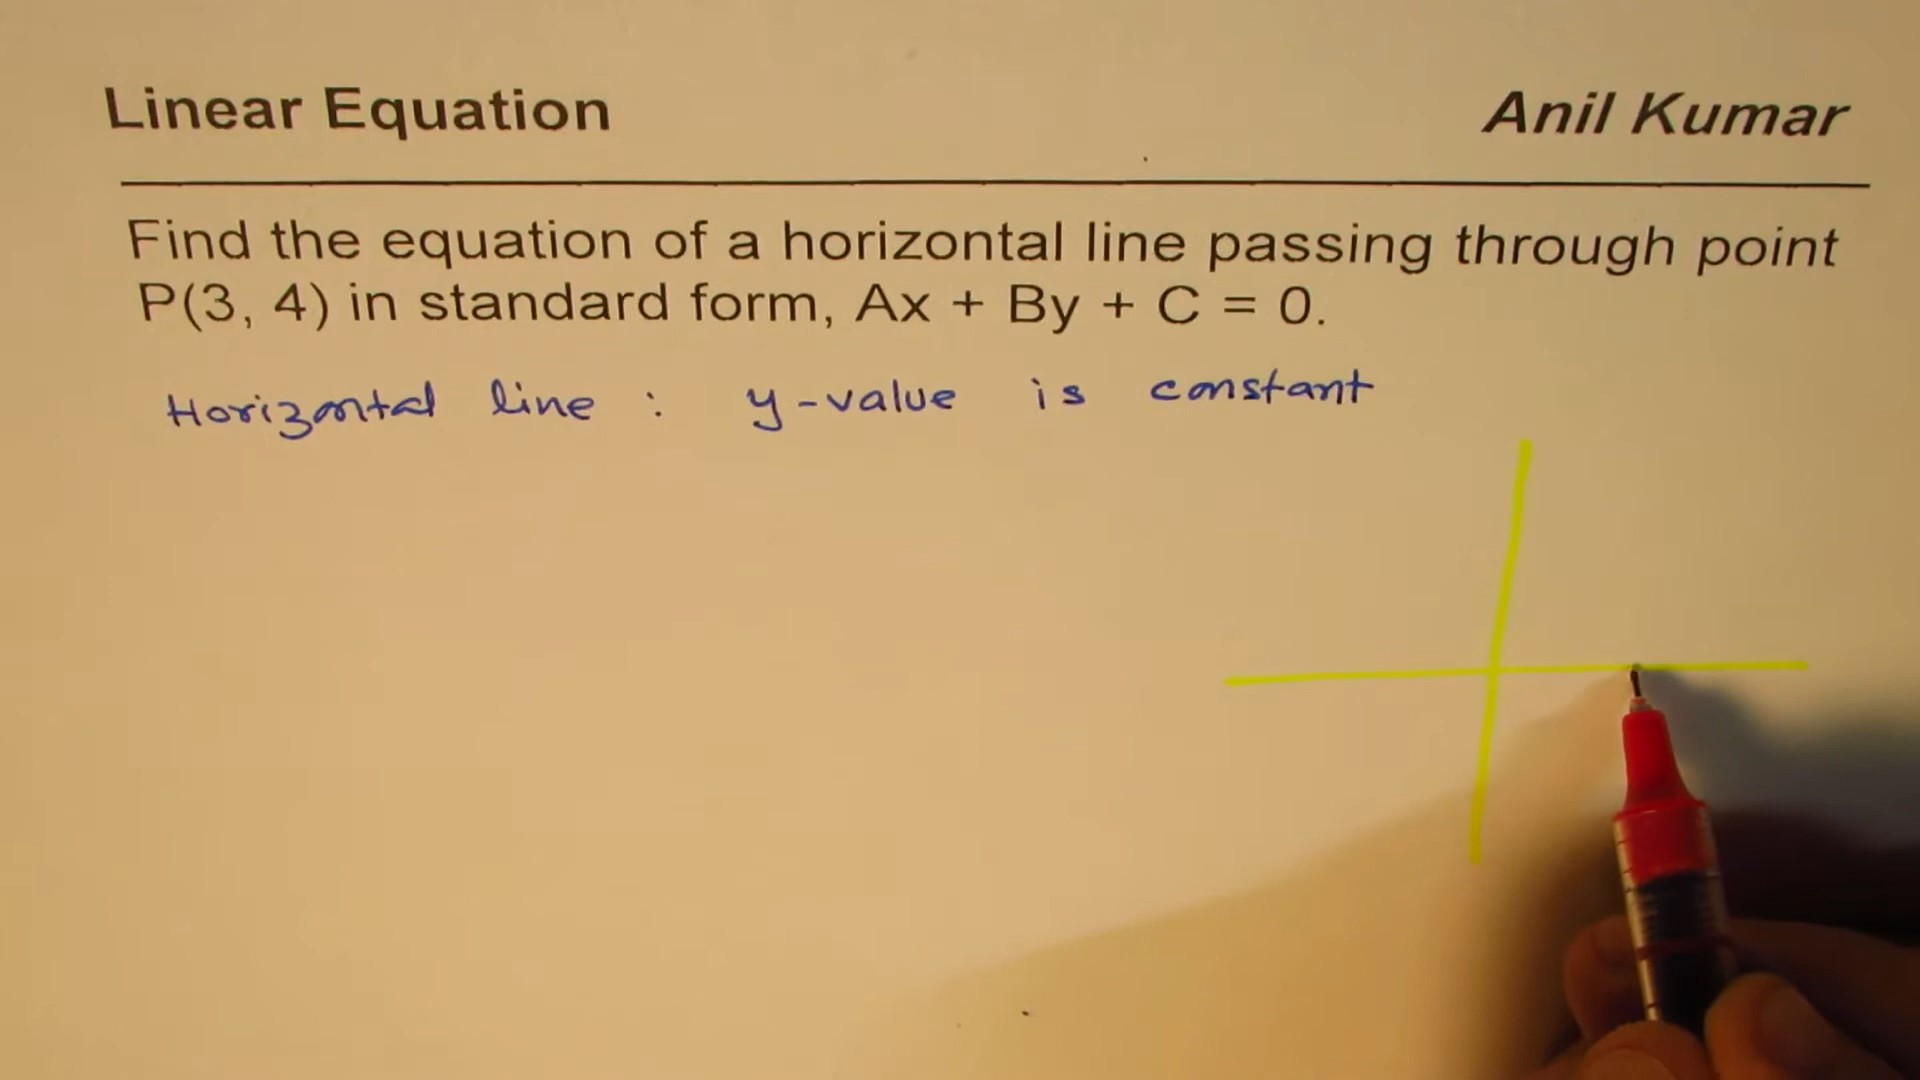 Linear Equation
Anil Kumar
Find the equation of a horizontal line passing through point
P(3, 4) in standard form, Ax + By + C = 0.
Horizontal line : y-value is constant